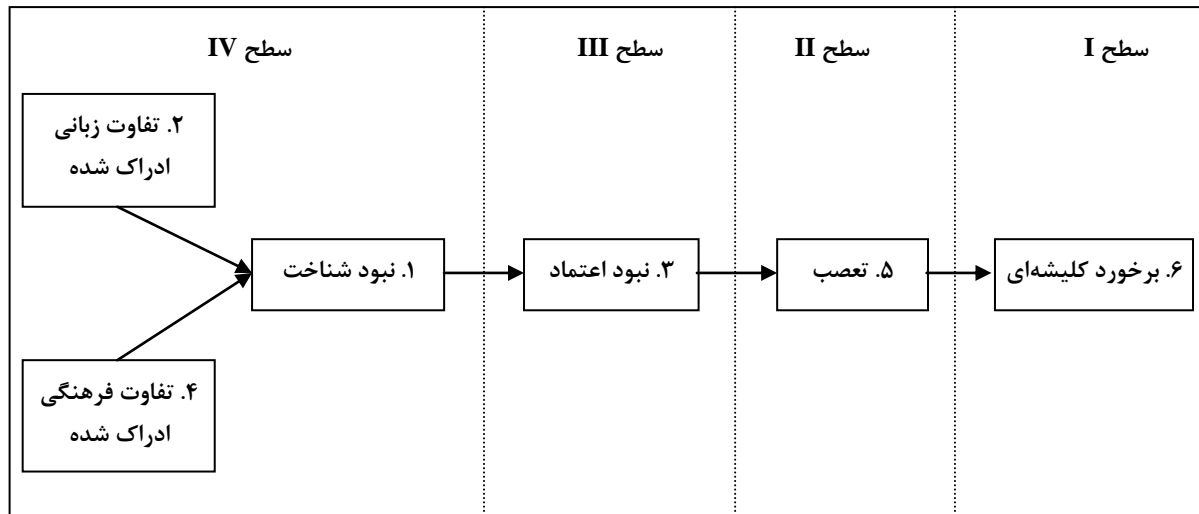 سطح I
سطح II
سطح III
سطح IV
۲. تفاوت زبانی
ادراک شده
۶. برخورد کلیشه‌ای
۵. تعصب
۳. نبود اعتماد
۱. نبود شناخت
۴. تفاوت فرهنگی
ادراک شده